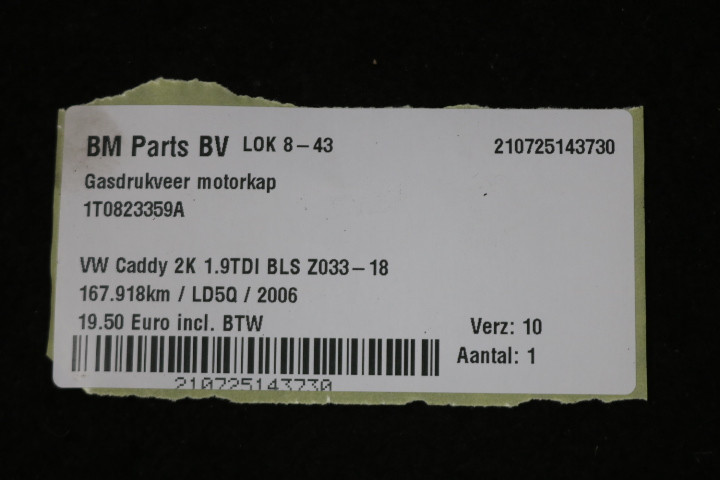 BM Parts BV LOK 8-43 210725143730
Gasdrukveer motorkap
1T0823359A
VW Caddy 2K 1.9TDI BLS Z033-18
167.918km / LD5Q / 2006
19.50 Euro incl. BTW
Verz: 10
Aantal: 1
210725143730